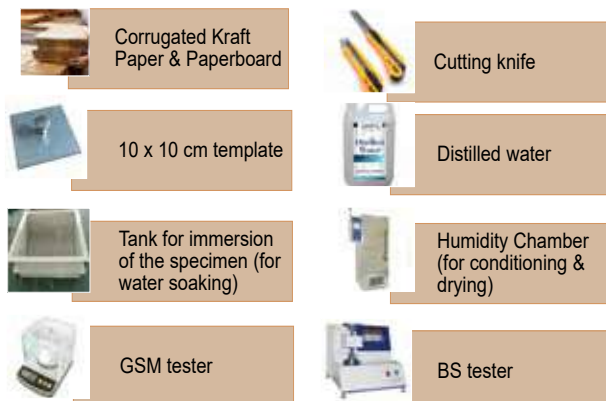 Corrugated Kraft
Paper & Paperboard
Cutting knife
10 x 10 cm template
Distilled water
Tank for immersion
of the specimen (for
water soaking)
Humidity Chamber
(for conditioning &
drying)
GSM tester
BS tester